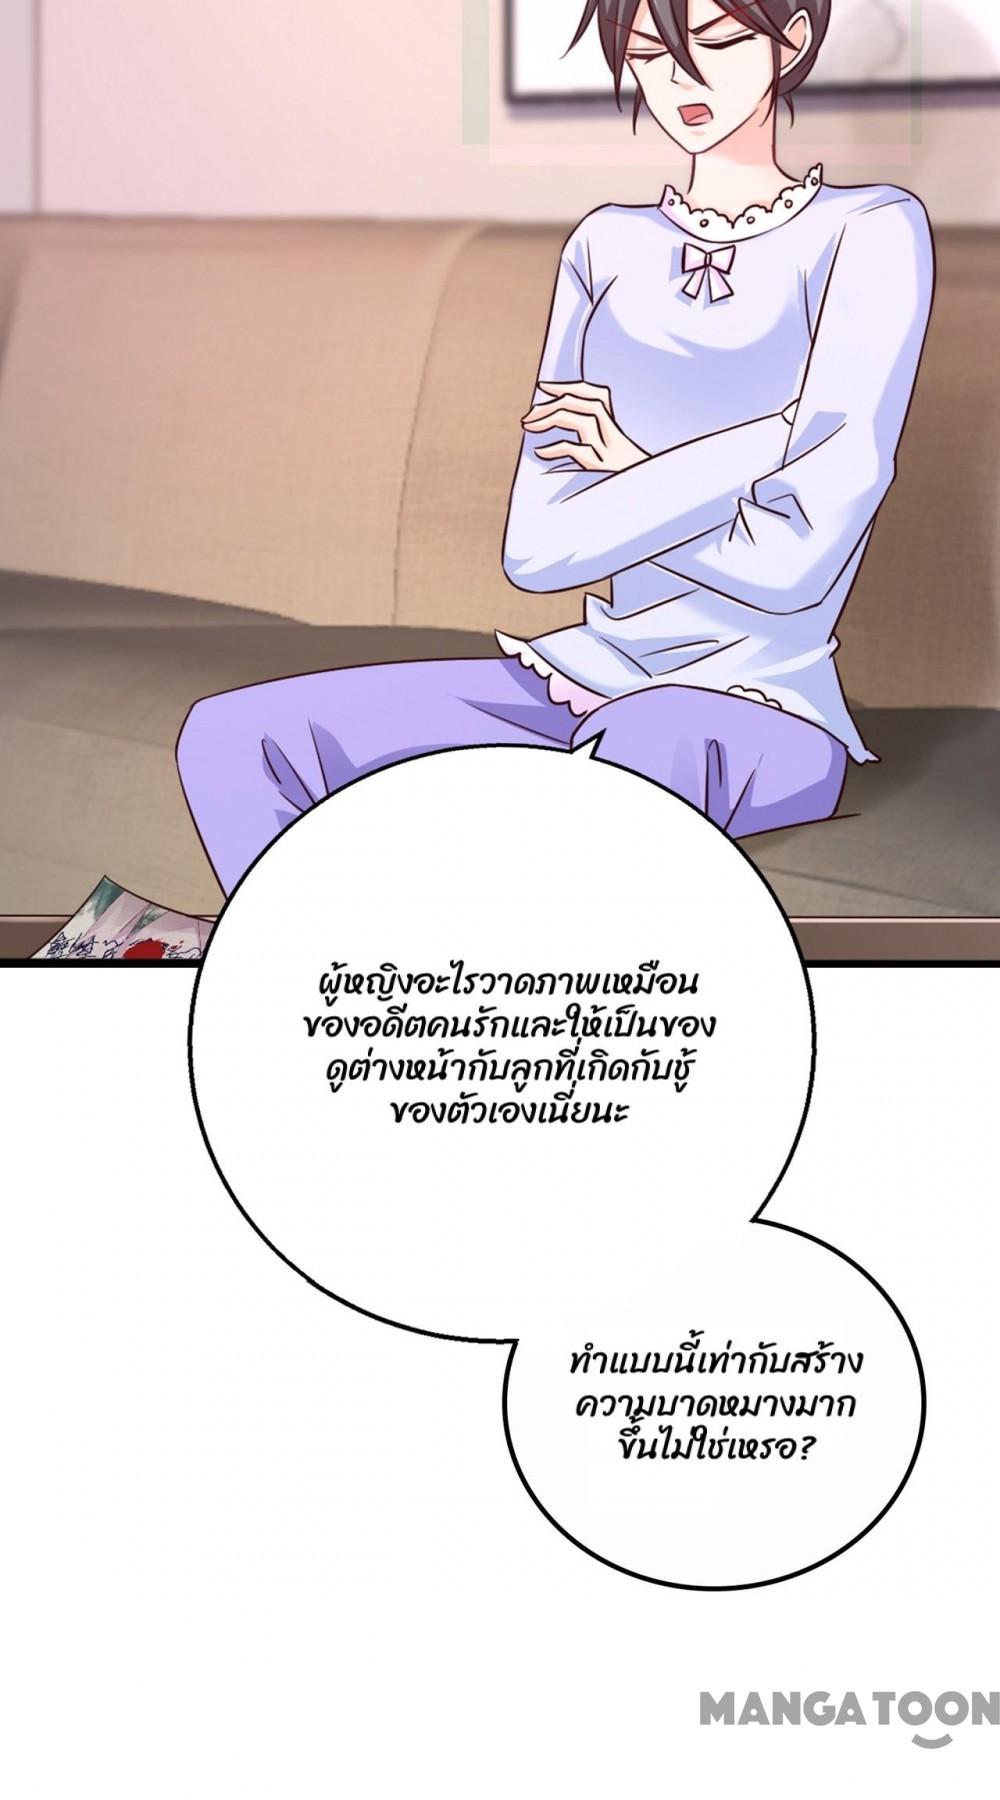 ผู้หญิงอะไรวาดภาพเหมือน
ของอดีตคนรักและให้เป็นของ
ดูต่างหน้ากับลูกที่เกิดกับชู้
ของตัวเองเนี่ยนะ
ทำแบบนี้เท่ากับสร้าง
ความบาดหมางมาก
ขึ้นไม่ใช่เหรอ?
MANGATOON